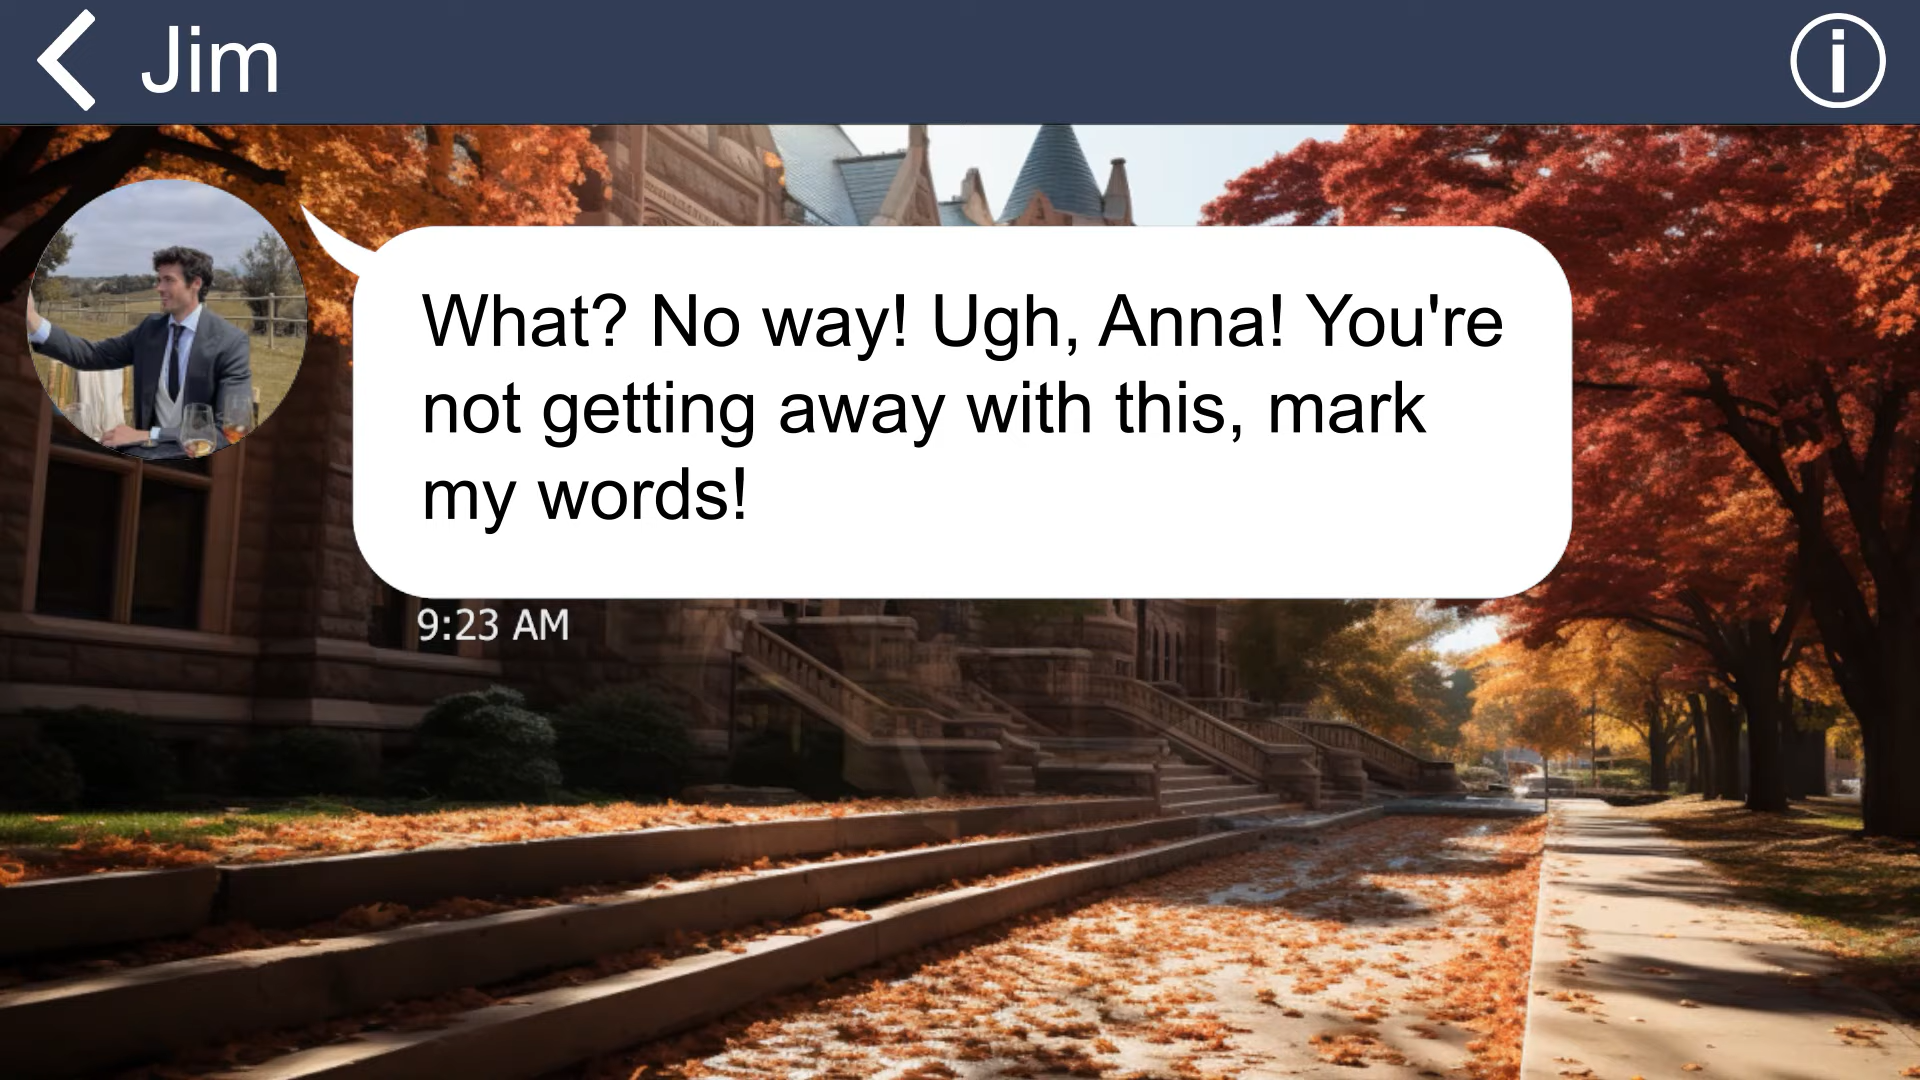 Jim
What? No way! Ugh, Anna! You're
not getting away with this, mark
my words!
9:23 AM